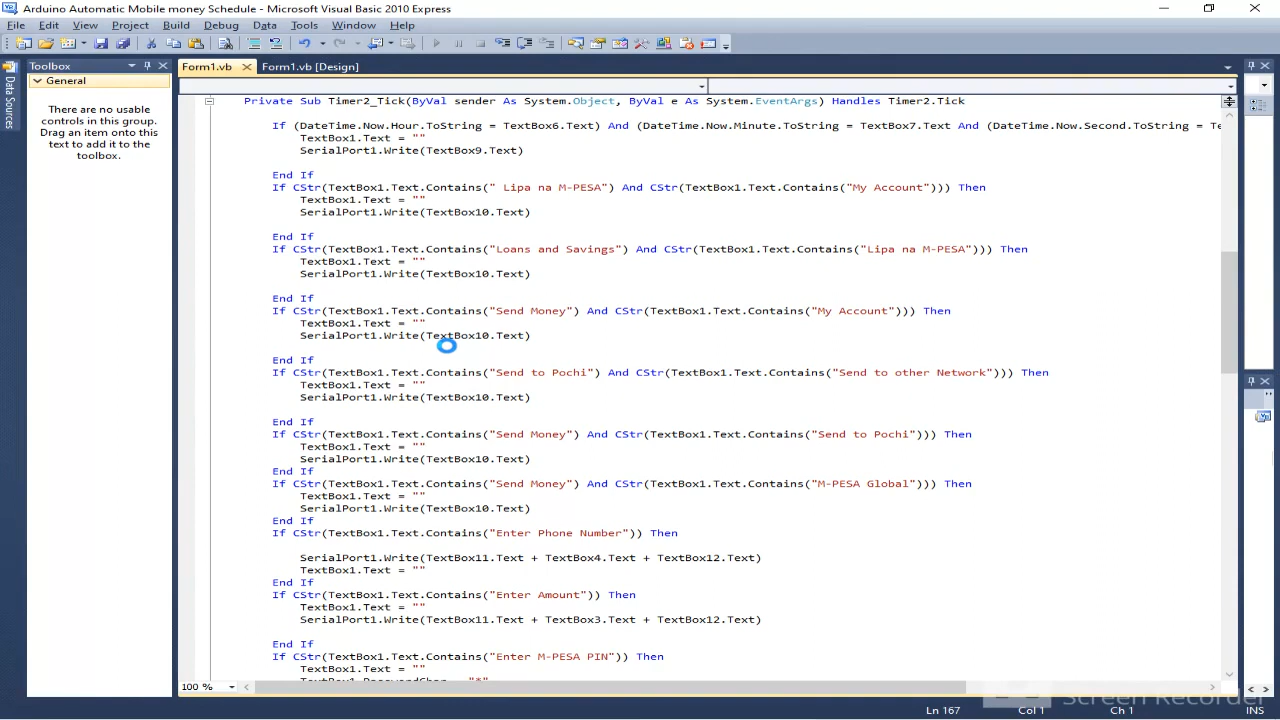 Arduino Automatic Mobile money Schedule - Microsoft Visual Basic 2010 Express
File Edit View Project Build Debug Data Tools Window Help
Toolbox
Form1.vb
Form1.vb [Design]
General
There are no usable
controls in this group.
Drag an item onto this
text to add it to the
toolbox.
Data Sources
Private Sub Timer2_Tick(ByVal sender As System.Object, ByVal e As System.EventArgs) Handles Timer2.Tick
If (DateTime.Now.Hour.ToString = TextBox6.Text) And (DateTime.Now.Minute.ToString = TextBox7.Text And (DateTime.Now.Second.ToString = Te
TextBox1.Text = ""
SerialPort1.Write(TextBox9.Text)
End If
If CStr(TextBox1.Text.Contains(" Lipa na M-PESA") And CStr(TextBox1.Text.Contains("My Account"))) Then
TextBox1.Text = ""
SerialPort1.Write(TextBox10.Text)
End If
If CStr(TextBox1.Text.Contains("Loans and Savings") And CStr(TextBox1.Text.Contains("Lipa na M-PESA"))) Then
TextBox1.Text = ""
SerialPort1.Write(TextBox10.Text)
End If
If CStr(TextBox1.Text.Contains("Send Money") And CStr(TextBox1.Text.Contains("My Account"))) Then
TextBox1.Text = ""
SerialPort1.Write(TextBox10.Text)
End If
If CStr(TextBox1.Text.Contains("Send to Pochi") And CStr(TextBox1.Text.Contains("Send to other Network"))) Then
TextBox1.Text = ""
SerialPort1.Write(TextBox10.Text)
End If
If CStr(TextBox1.Text.Contains("Send Money") And CStr(TextBox1.Text.Contains("Send to Pochi"))) Then
TextBox1.Text = ""
SerialPort1.Write(TextBox10.Text)
End If
If CStr(TextBox1.Text.Contains("Send Money") And CStr(TextBox1.Text.Contains("M-PESA Global"))) Then
TextBox1.Text = ""
SerialPort1.Write(TextBox10.Text)
End If
If CStr(TextBox1.Text.Contains("Enter Phone Number")) Then
SerialPort1.Write(TextBox11.Text + TextBox4.Text + TextBox12.Text)
TextBox1.Text = ""
End If
If CStr(TextBox1.Text.Contains("Enter Amount")) Then
TextBox1.Text = ""
SerialPort1.Write(TextBox11.Text + TextBox3.Text + TextBox12.Text)
End If
If CStr(TextBox1.Text.Contains("Enter M-PESA PIN")) Then
TextBox1.Text = ""
TextBox1.PasswordChar = "*"
100 %
Screen Recorder
Ln 167 Col 1 Ch 1 INS